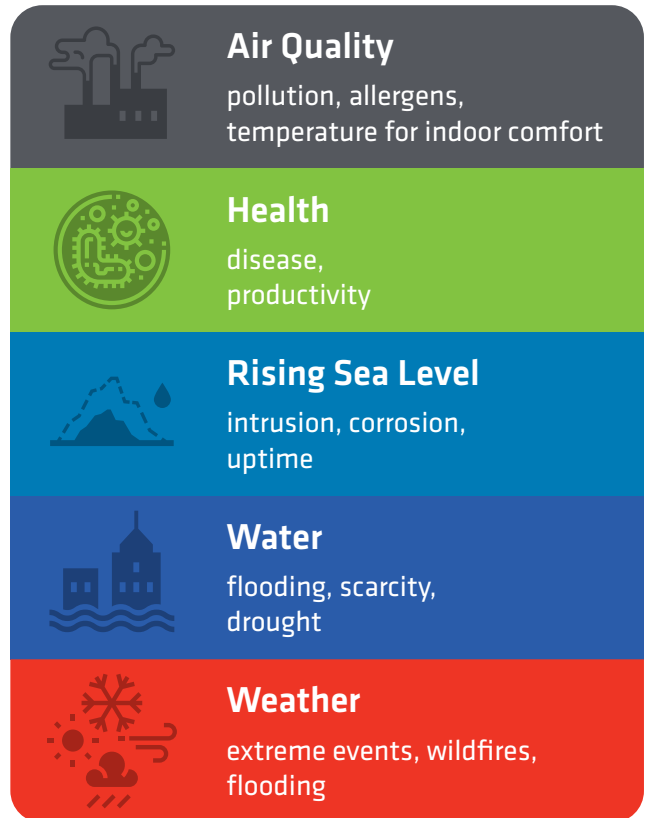 Air Quality
pollution, allergens,
temperature for indoor comfort
Health
disease,
productivity
Rising Sea Level
intrusion, corrosion,
uptime
Water
flooding, scarcity,
drought
Weather
extreme events, wildfires,
flooding